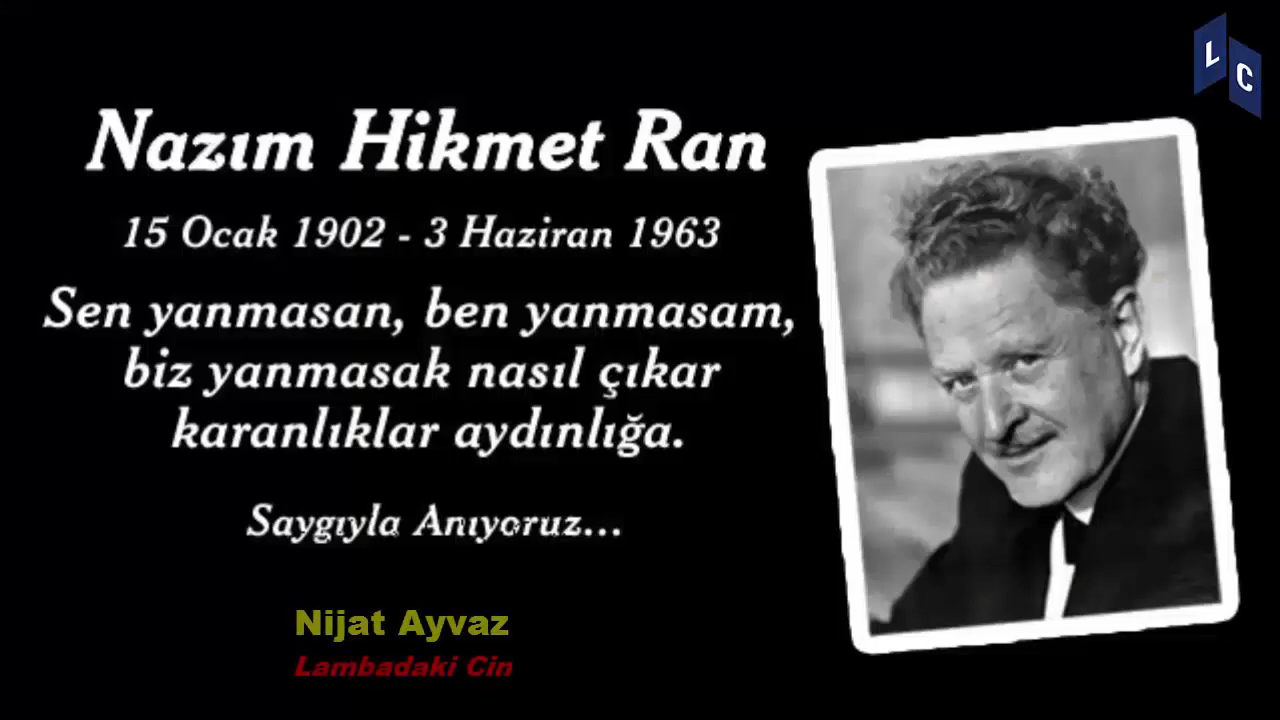 L C
Nazım Hikmet Ran
15 Ocak 1902 - 3 Haziran 1963
Sen yanmasan, ben yanmasam,
biz yanmasak nasıl çıkar
karanlıklar aydınlığa.
Saygıyla Anıyoruz...
Nijat Ayvaz
Lambadaki Cin